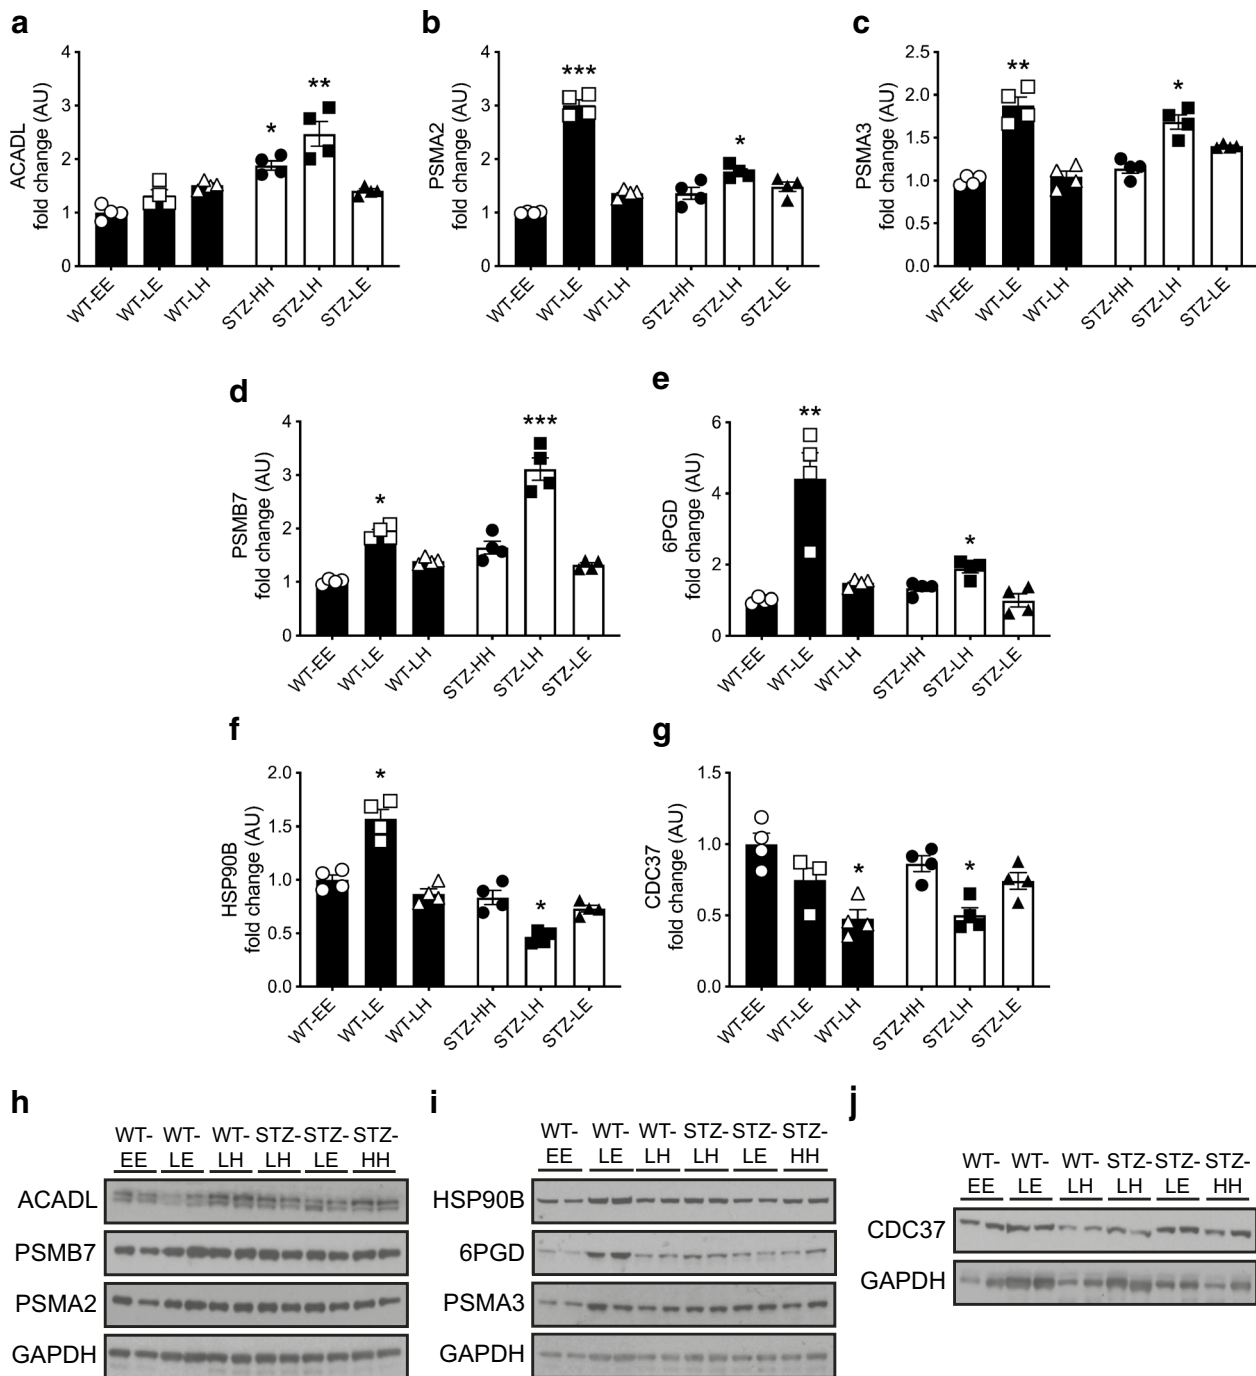 a
ACADL
fold change (AU)
4
3
2
1
0
*
**
WT-EE
WT-LE
WT-LH
STZ-HH
STZ-LH
STZ-LE
b
PSMA2
fold change (AU)
4
3
2
1
0
***
*
WT-EE
WT-LE
WT-LH
STZ-HH
STZ-LH
STZ-LE
c
PSMA3
fold change (AU)
2.5
2.0
1.5
1.0
0.5
0.0
**
*
WT-EE
WT-LE
WT-LH
STZ-HH
STZ-LH
STZ-LE
d
PSMB7
fold change (AU)
4
3
2
1
0
*
***
WT-EE
WT-LE
WT-LH
STZ-HH
STZ-LH
STZ-LE
e
6PGD
fold change (AU)
6
4
2
0
**
*
WT-EE
WT-LE
WT-LH
STZ-HH
STZ-LH
STZ-LE
f
HSP90B
fold change (AU)
2.0
1.5
1.0
0.5
0.0
*
*
WT-EE
WT-LE
WT-LH
STZ-HH
STZ-LH
STZ-LE
g
CDC37
fold change (AU)
1.5
1.0
0.5
0.0
*
*
WT-EE
WT-LE
WT-LH
STZ-HH
STZ-LH
STZ-LE
h
WT- WT- WT- STZ- STZ- STZ-
EE LE LH LH LE HH
ACADL
PSMB7
PSMA2
GAPDH
i
WT- WT- WT- STZ- STZ- STZ-
EE LE LH LH LE HH
HSP90B
6PGD
PSMA3
GAPDH
j
WT- WT- WT- STZ- STZ- STZ-
EE LE LH LH LE HH
CDC37
GAPDH